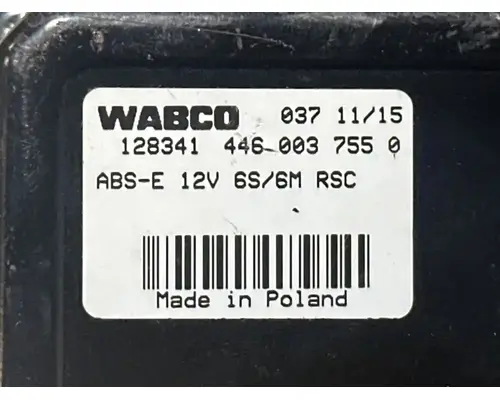 WABCO 037 11/15
128341 446-003 755 0
ABS-E 12V 6S/6M RSC
Made in Poland